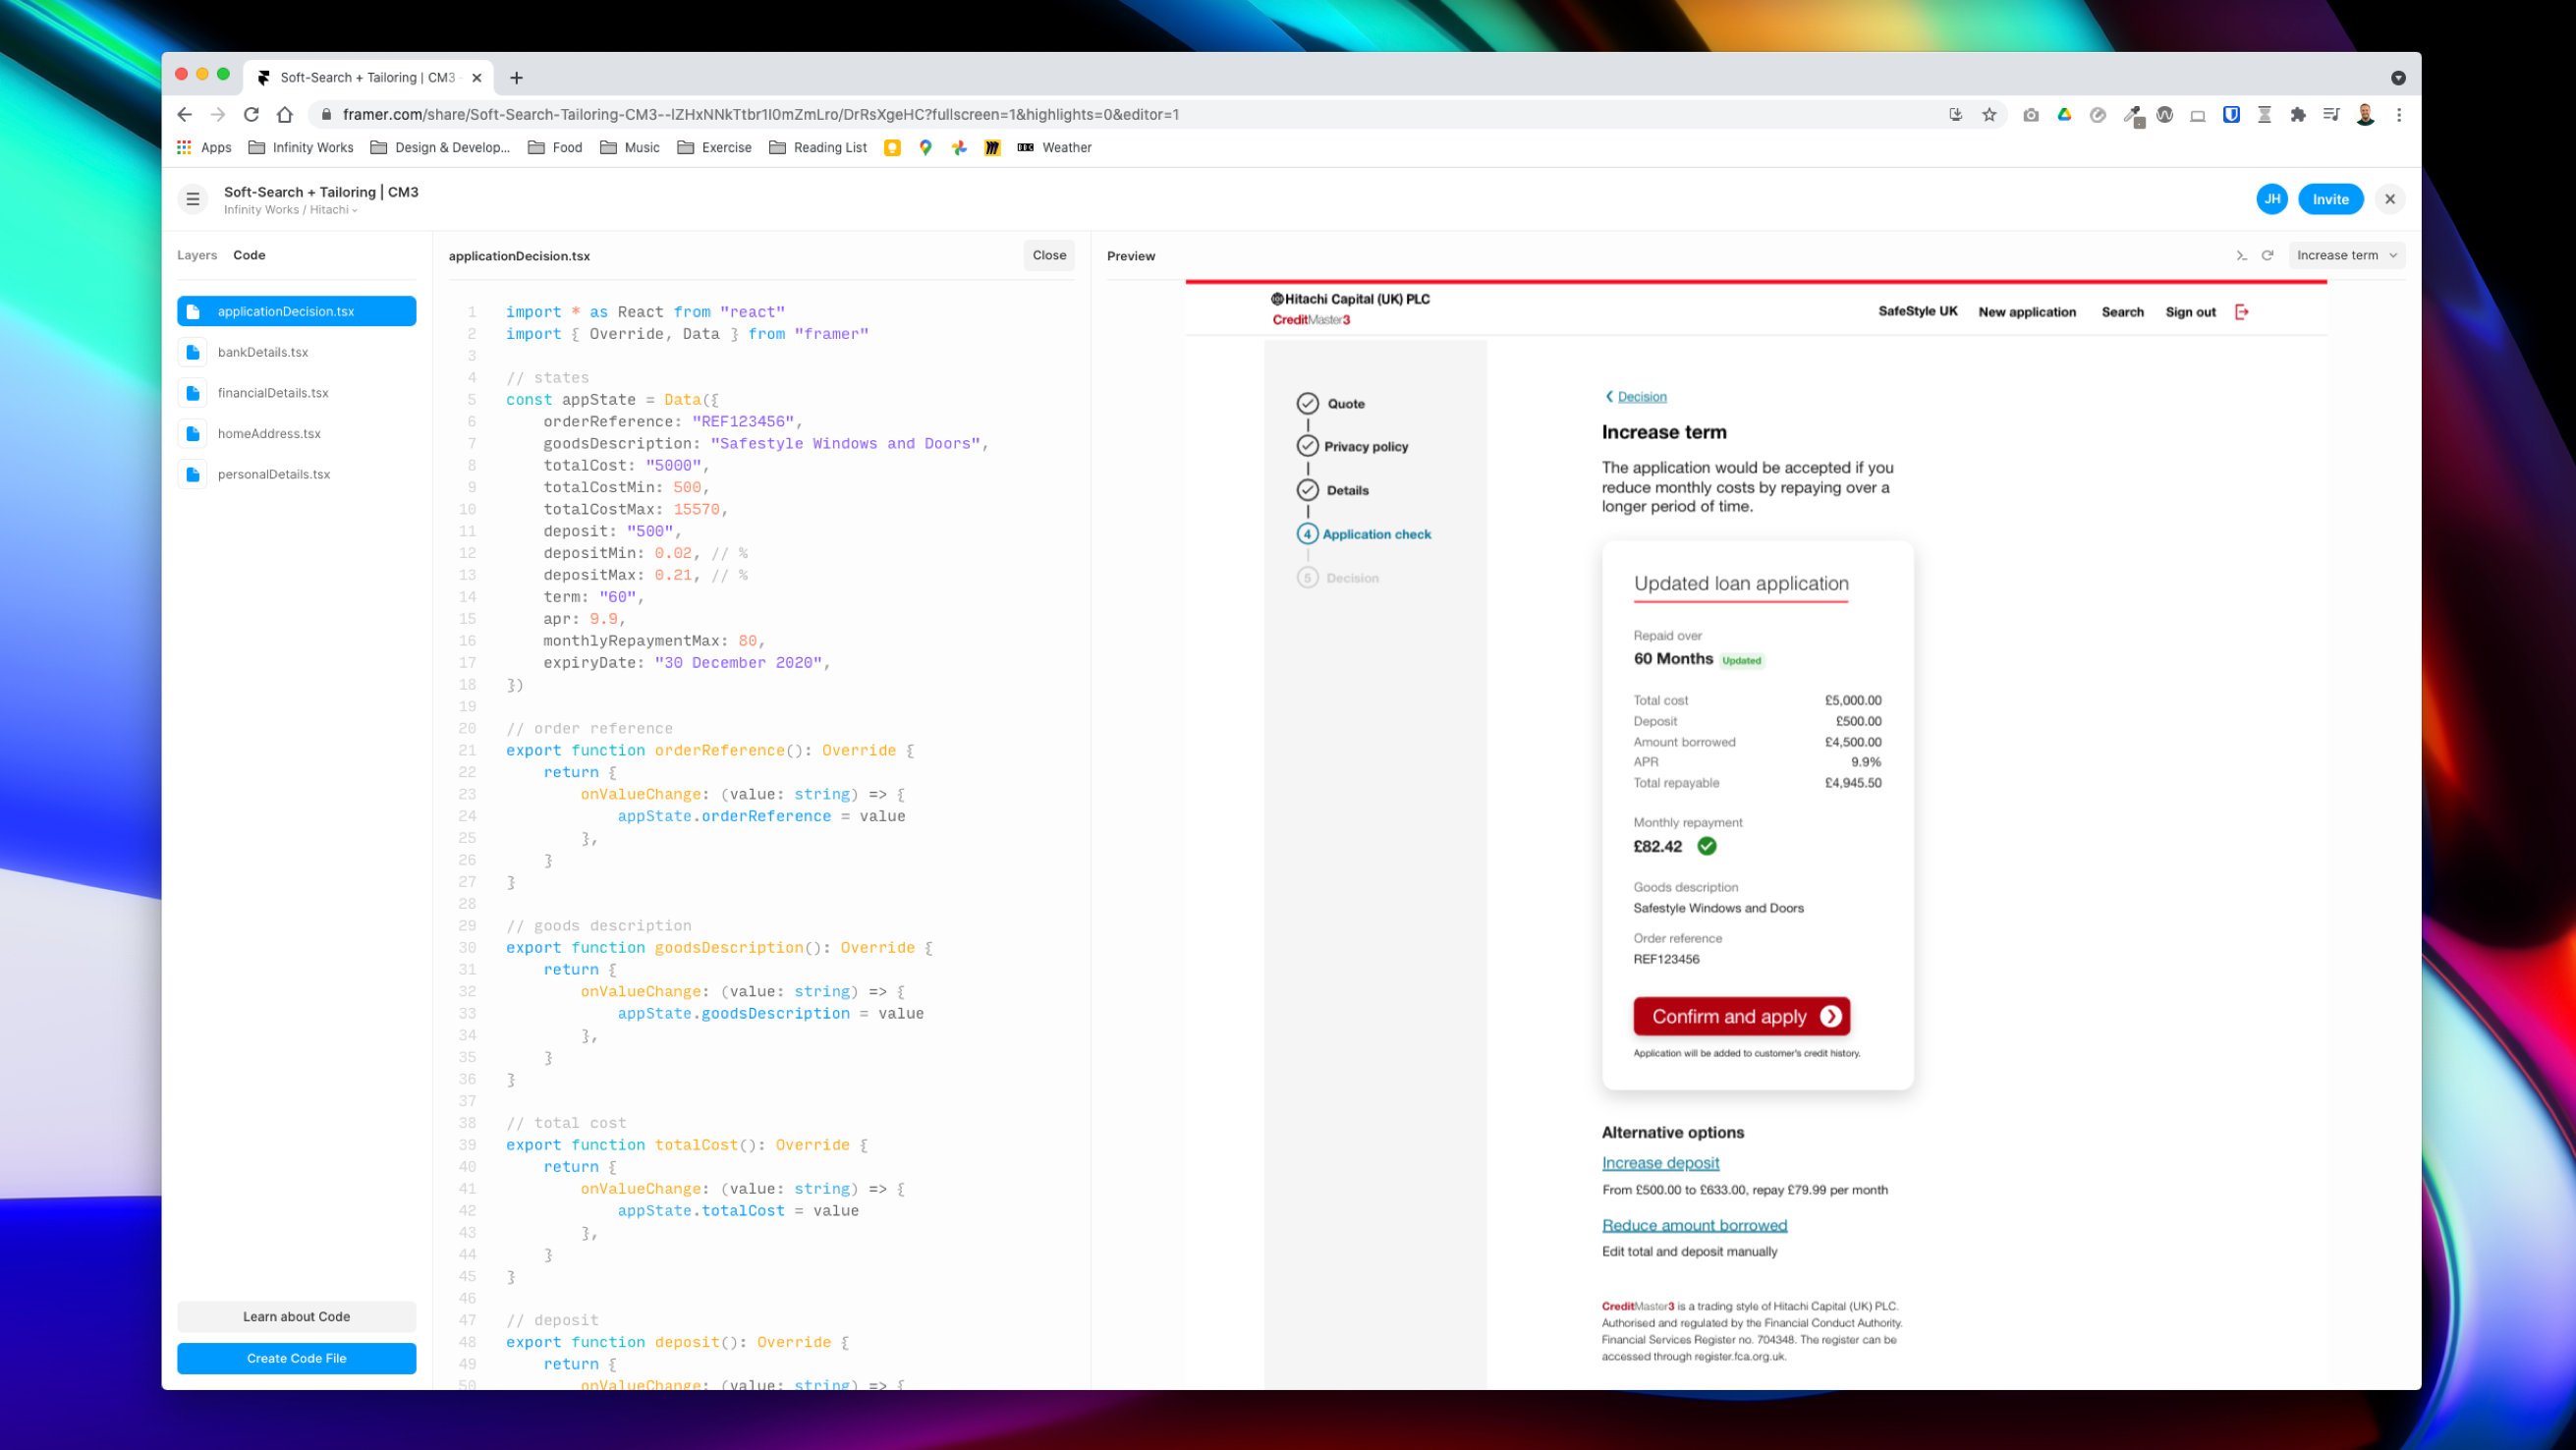 Soft-Search + Tailoring | CM3
framer.com/share/Soft-Search-Tailoring-CM3--lZHxNNkTtbr1I0mZmLro/DrRsXgeHC?fullscreen=1&highlights=0&editor=1
Apps Infinity Works Design & Develop... Food Music Exercise Reading List BBC Weather
Soft-Search + Tailoring | CM3
Infinity Works / Hitachi
JH Invite
Layers Code
applicationDecision.tsx
bankDetails.tsx
financialDetails.tsx
homeAddress.tsx
personalDetails.tsx
Learn about Code
Create Code File
applicationDecision.tsx Close
1 import * as React from "react"
2 import { Override, Data } from "framer"
3
4 // states
5 const appState = Data({
6 orderReference: "REF123456",
7 goodsDescription: "Safestyle Windows and Doors",
8 totalCost: "5000",
9 totalCostMin: 500,
10 totalCostMax: 15570,
11 deposit: "500",
12 depositMin: 0.02, // %
13 depositMax: 0.21, // %
14 term: "60",
15 apr: 9.9,
16 monthlyRepaymentMax: 80,
17 expiryDate: "30 December 2020",
18 })
19
20 // order reference
21 export function orderReference(): Override {
22 return {
23 onValueChange: (value: string) => {
24 appState.orderReference = value
25 },
26 }
27 }
28
29 // goods description
30 export function goodsDescription(): Override {
31 return {
32 onValueChange: (value: string) => {
33 appState.goodsDescription = value
34 },
35 }
36 }
37
38 // total cost
39 export function totalCost(): Override {
40 return {
41 onValueChange: (value: string) => {
42 appState.totalCost = value
43 },
44 }
45 }
46
47 // deposit
48 export function deposit(): Override {
49 return {
50 onValueChange: (value: string) => {
Preview
Increase term
Hitachi Capital (UK) PLC
CreditMaster3
SafeStyle UK New application Search Sign out
Quote
Privacy policy
Details
4 Application check
5 Decision
Decision
Increase term
The application would be accepted if you
reduce monthly costs by repaying over a
longer period of time.
Updated loan application
Repaid over
60 Months Updated
Total cost £5,000.00
Deposit £500.00
Amount borrowed £4,500.00
APR 9.9%
Total repayable £4,945.50
Monthly repayment
£82.42
Goods description
Safestyle Windows and Doors
Order reference
REF123456
Confirm and apply
Application will be added to customer's credit history.
Alternative options
Increase deposit
From £500.00 to £633.00, repay £79.99 per month
Reduce amount borrowed
Edit total and deposit manually
CreditMaster3 is a trading style of Hitachi Capital (UK) PLC.
Authorised and regulated by the Financial Conduct Authority.
Financial Services Register no. 704348. The register can be
accessed through register.fca.org.uk.